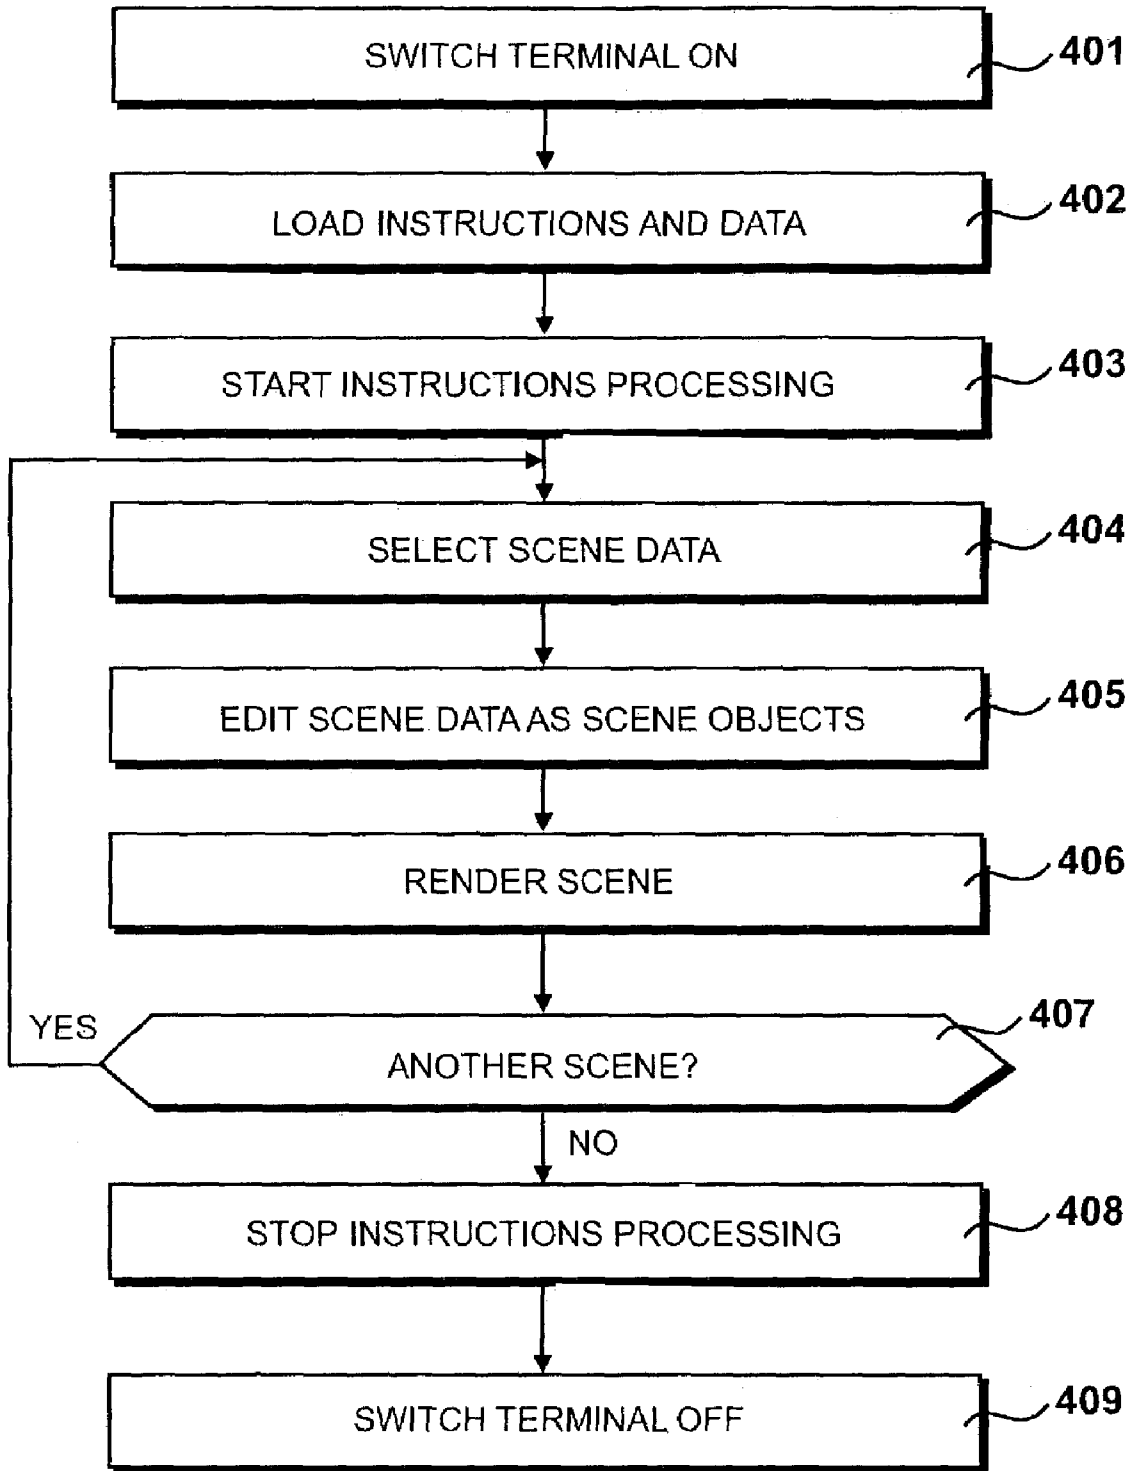 SWITCH TERMINAL ON
401
LOAD INSTRUCTIONS AND DATA
402
START INSTRUCTIONS PROCESSING
403
SELECT SCENE DATA
404
EDIT SCENE DATA AS SCENE OBJECTS
405
RENDER SCENE
406
YES
ANOTHER SCENE?
407
NO
STOP INSTRUCTIONS PROCESSING
408
SWITCH TERMINAL OFF
409